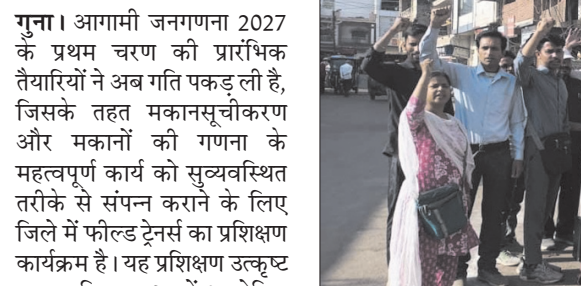 गुना। आगामी जनगणना 2027
के प्रथम चरण की प्रारंभिक
तैयारियों ने अब गति पकड़ ली है,
जिसके तहत मकानसूचीकरण
और मकानों की गणना के
महत्वपूर्ण कार्य को सुव्यवस्थित
तरीके से संपन्न कराने के लिए
जिले में फील्ड ट्रेनर्स का प्रशिक्षण
कार्यक्रम है। यह प्रशिक्षण उत्कृष्ट